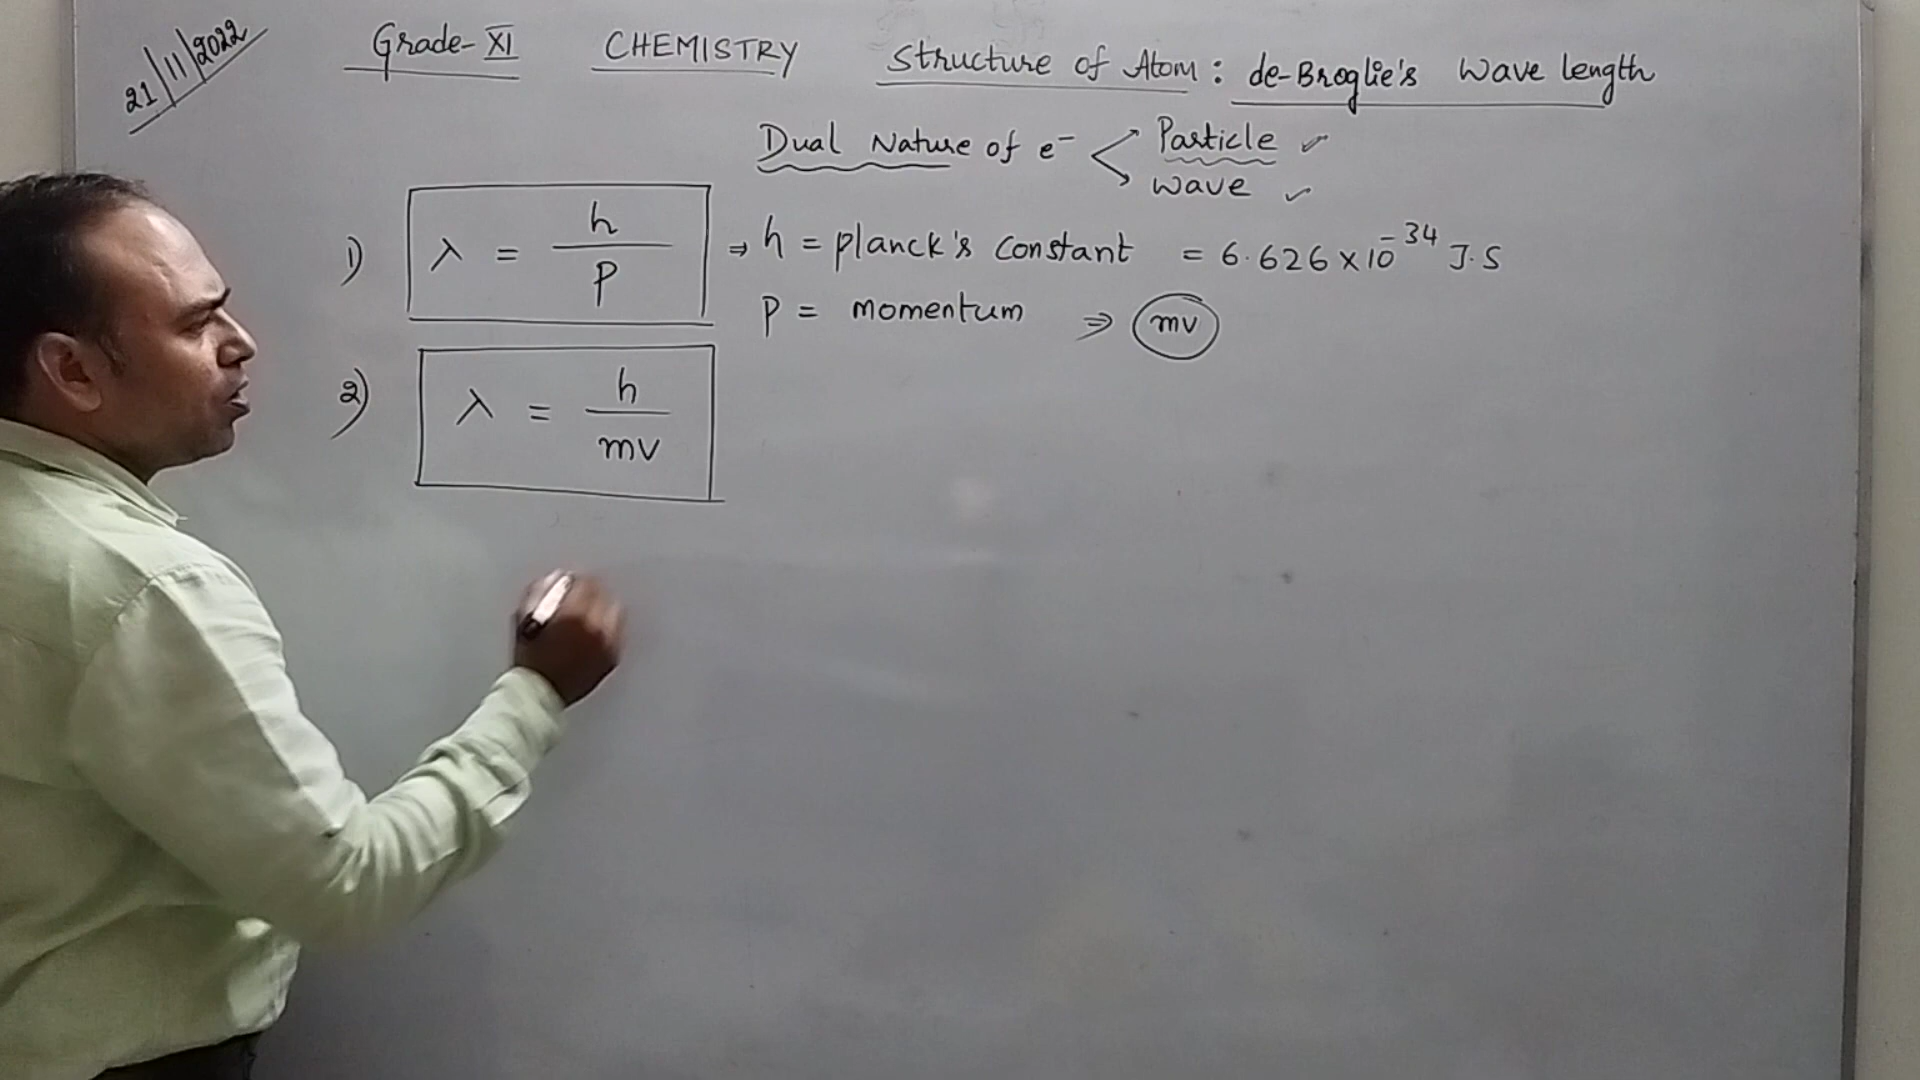 21/11/2022
Grade-XI CHEMISTRY Structure of Atom: de-Broglie's Wave length
Dual Nature of e⁻ < Particle ✓
Wave ✓
1) λ = h/P → h = planck's constant = 6.626×10⁻³⁴ J.S
P = momentum ⇒ mv
2) λ = h/mv